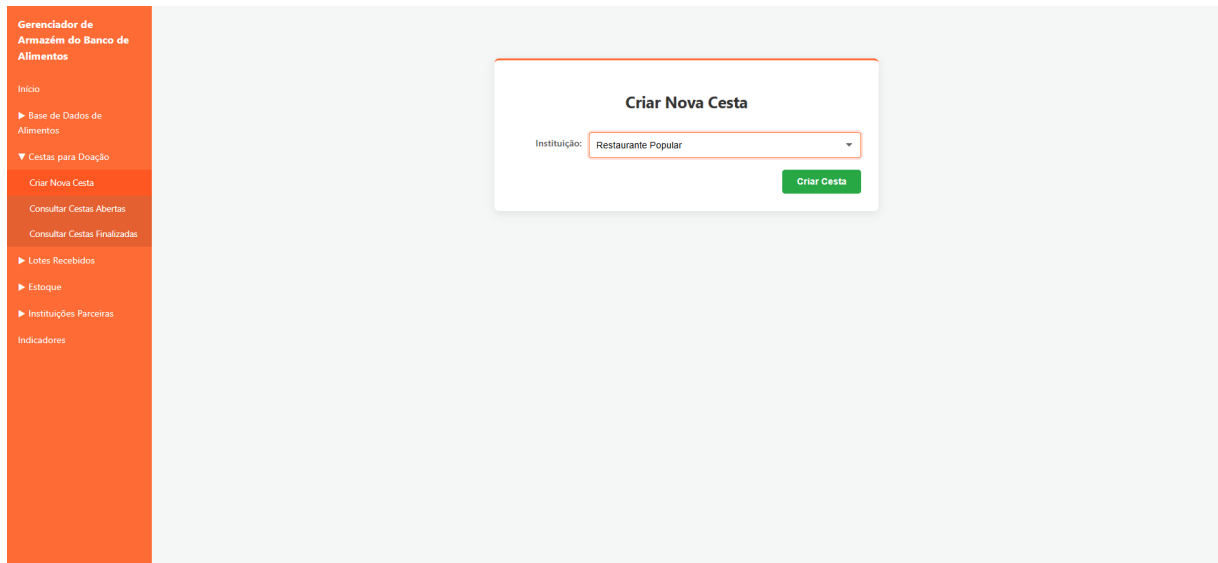 Gerenciador de
Armazém do Banco de
Alimentos
Início
▶ Base de Dados de
Alimentos
▼ Cestas para Doação
Criar Nova Cesta
Consultar Cestas Abertas
Consultar Cestas Finalizadas
▶ Lotes Recebidos
▶ Estoque
▶ Instituições Parceiras
Indicadores
Criar Nova Cesta
Instituição: Restaurante Popular
Criar Cesta